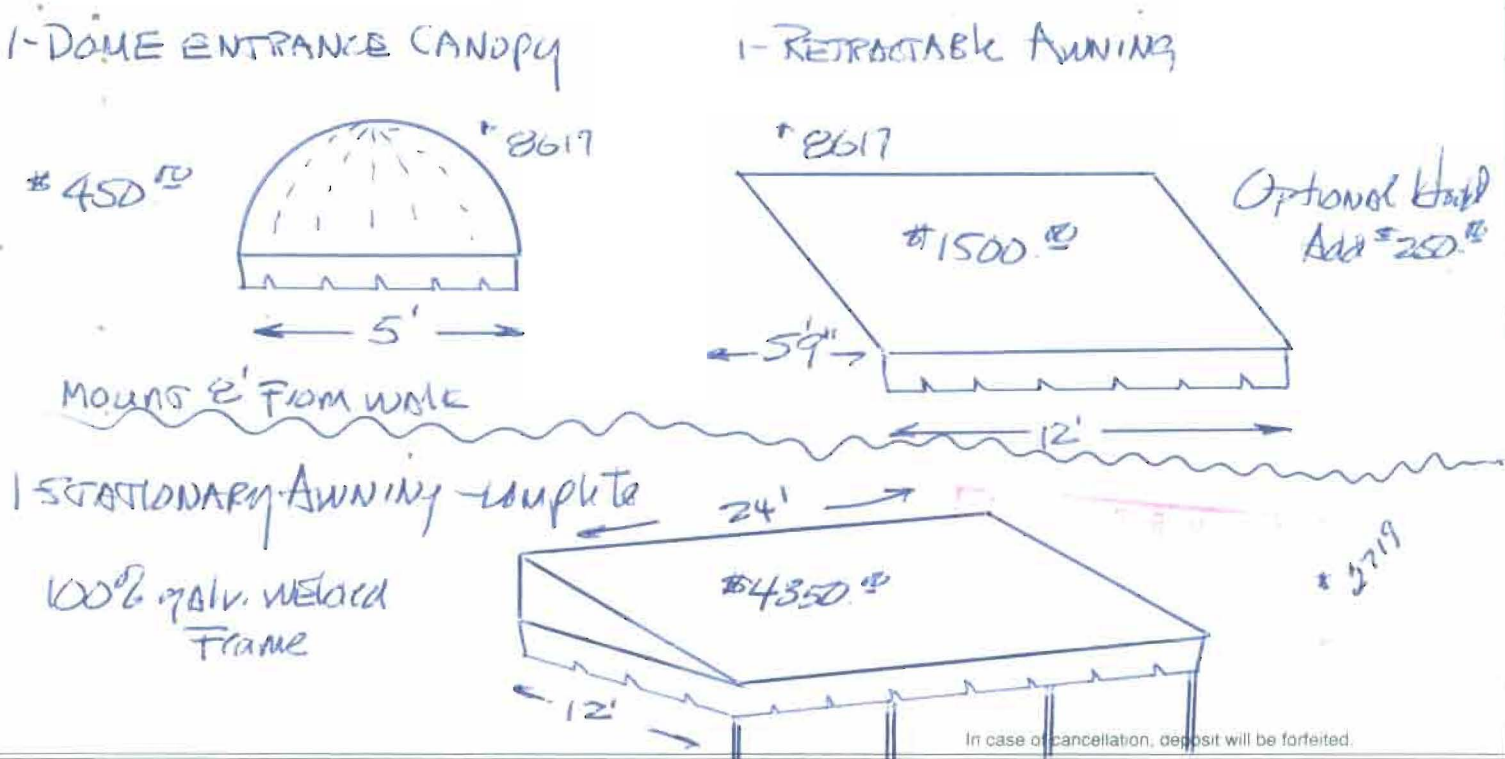 1-DOME ENTRANCE CANOPY
$450.00
# 8617
5'
MOUNT 8' From WALK
1-RETRACTABLE AWNING
# 8617
$1500.00
Optional Hood
Add $250.00
5'9"
12'
1 STATIONARY AWNING-complete
100% galv. WELDED
Frame
24'
$4350.00
12'
In case of cancellation, deposit will be forfeited.